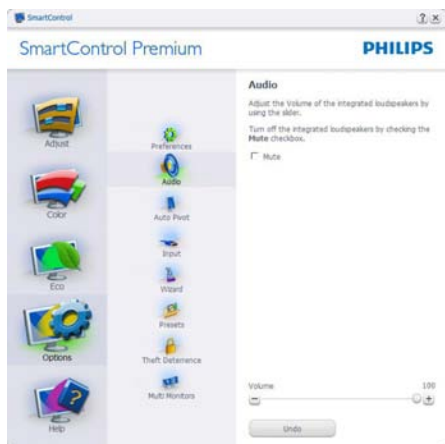 SmartControl
SmartControl Premium
PHILIPS
Adjust
Color
Eco
Options
Help
Preferences
Audio
Auto Pivot
Input
Wizard
Presets
Theft Deterrence
Multi Monitors
Audio
Adjust the Volume of the integrated loudspeakers by
using the slider.
Turn off the integrated loudspeakers by checking the
Mute checkbox.
Mute
Volume
100
Undo